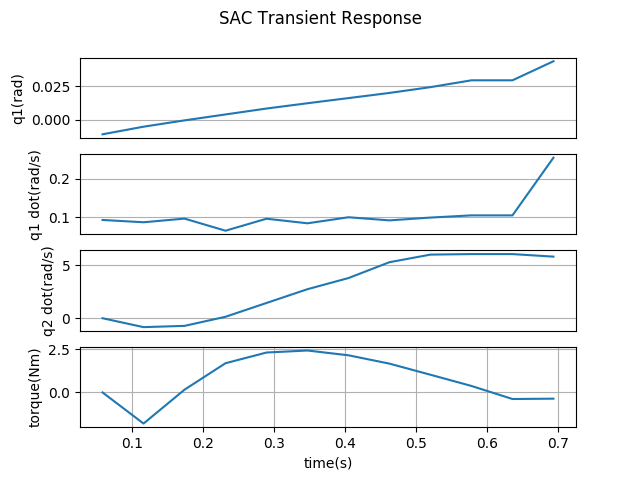 SAC Transient Response
q1(rad)
0.025
0.000
q1 dot(rad/s)
0.2
0.1
q2 dot(rad/s)
5
0
torque(Nm)
2.5
0.0
0.1 0.2 0.3 0.4 0.5 0.6 0.7
time(s)